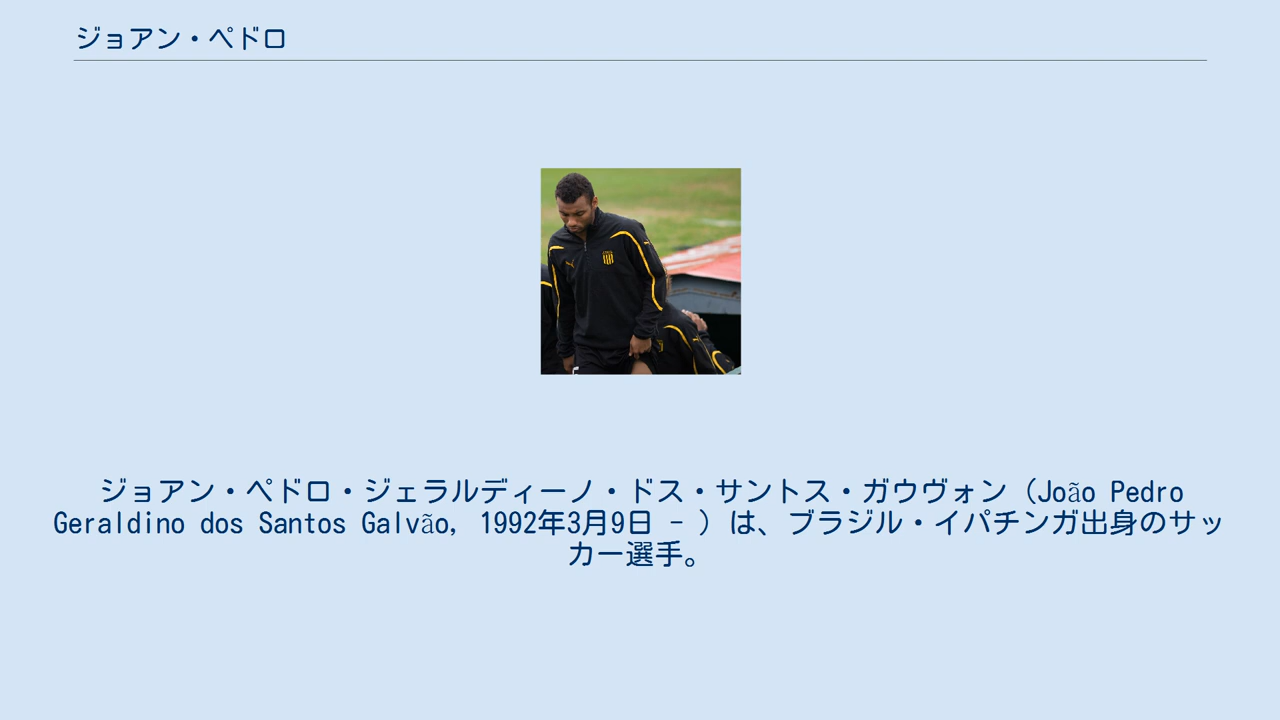 ジョアン・ペドロ
ジョアン・ペドロ・ジェラルディーノ・ドス・サントス・ガウヴォン（João Pedro
Geraldino dos Santos Galvão, 1992年3月9日 - ）は、ブラジル・イパチンガ出身のサッ
カー選手。